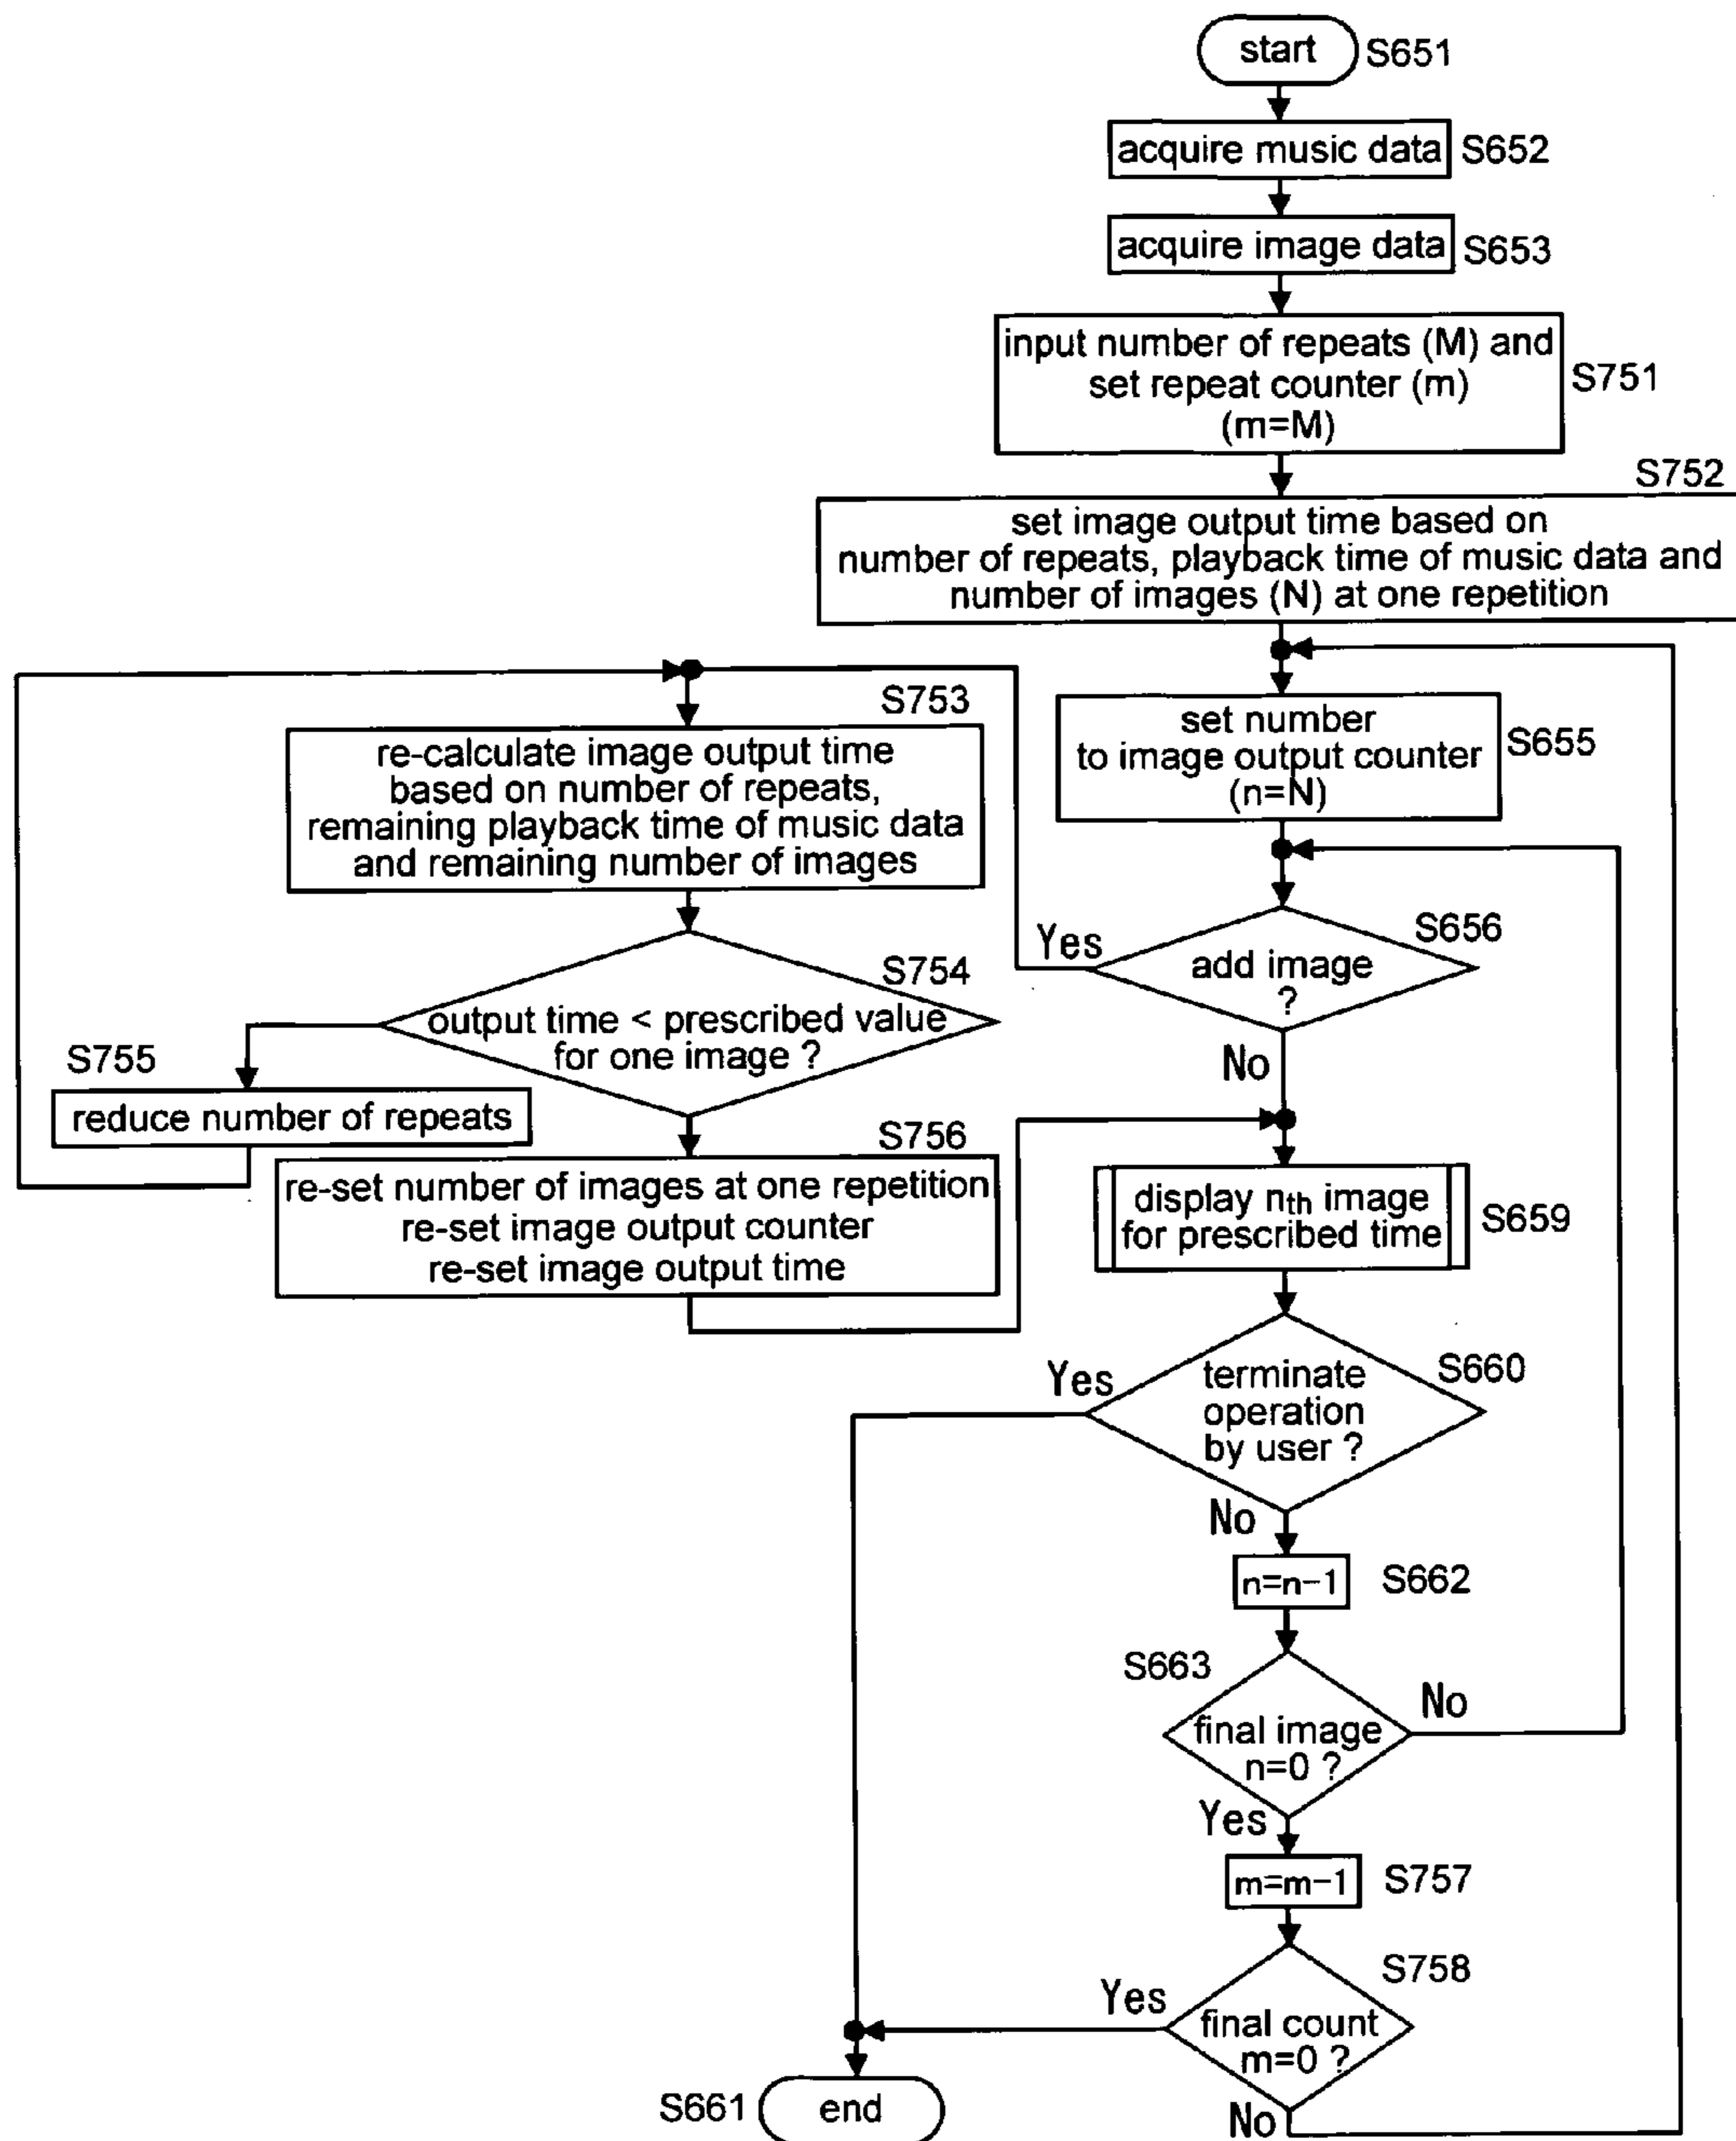 start
S651
acquire music data
S652
acquire image data
S653
input number of repeats (M) and
set repeat counter (m)
(m=M)
S751
S752
set image output time based on
number of repeats, playback time of music data and
number of images (N) at one repetition
set number
to image output counter
(n=N)
S655
S753
re-calculate image output time
based on number of repeats,
remaining playback time of music data
and remaining number of images
S656
Yes
add image
?
No
S754
output time < prescribed value
for one image ?
S755
reduce number of repeats
S756
re-set number of images at one repetition
re-set image output counter
re-set image output time
display nth image
for prescribed time
S659
S660
Yes
terminate
operation
by user ?
No
n=n-1
S662
S663
final image
n=0 ?
No
Yes
m=m-1
S757
S758
Yes
final count
m=0 ?
No
S661
end